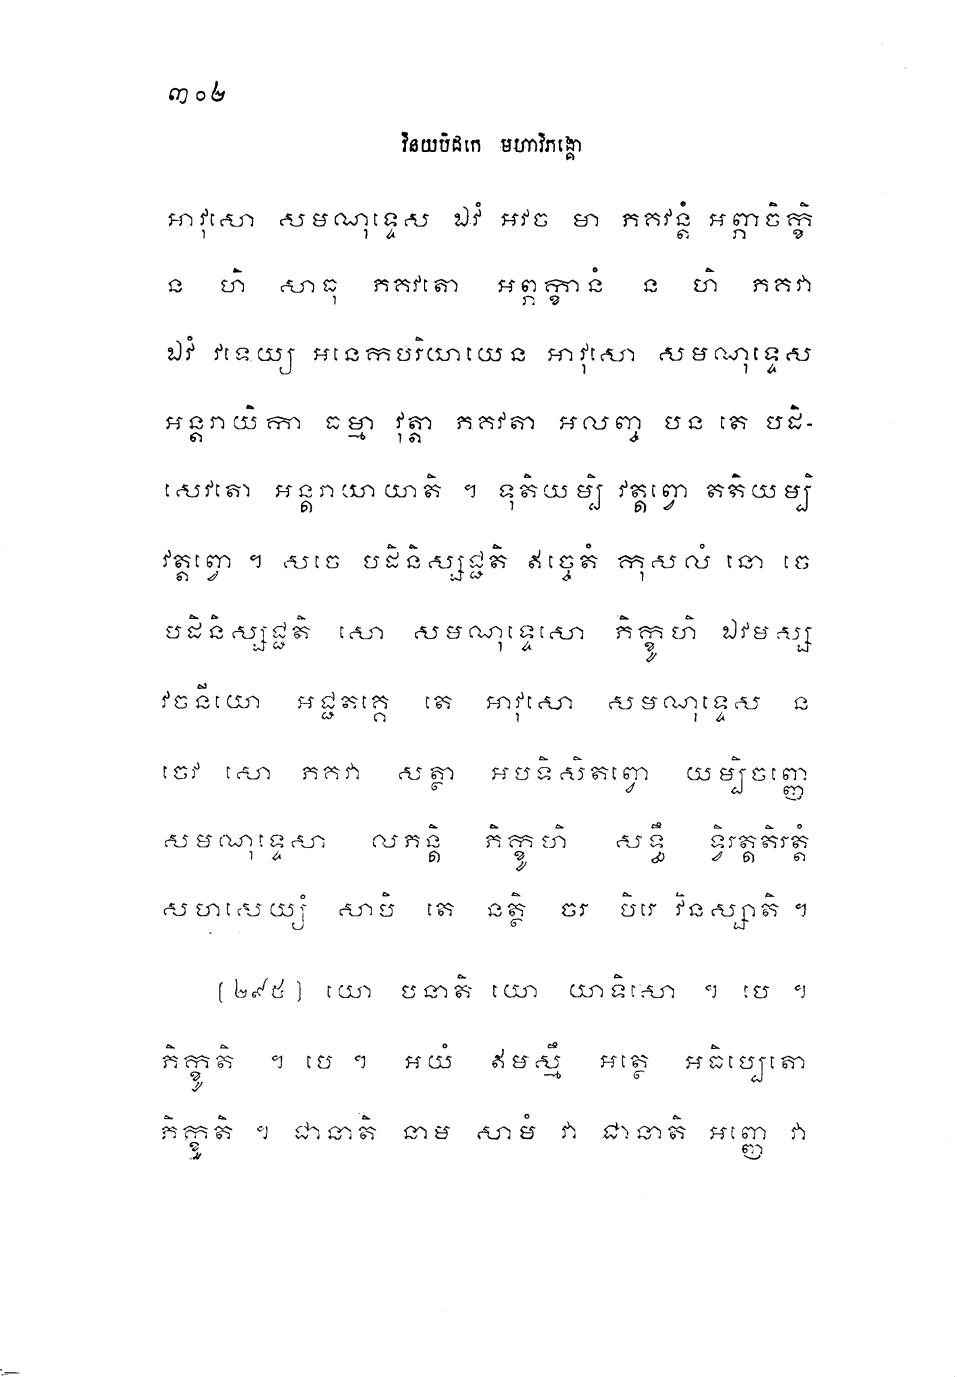 ៣០២
វិនយបិដកេ មហាវិភង្គោ
អាវុសោ សមណុទ្ទេស ឯវំ អវច មា ភគវន្តំ អព្ភាចិក្ខិ
ន ហិ សាធុ ភគវតោ អព្ភក្ខានំ ន ហិ ភគវា
ឯវំ វទេយ្យ អនេកបរិយាយេន អាវុសោ សមណុទ្ទេស
អន្តរាយិកា ធម្មា វុត្តា ភគវតា អលញ្ច បន តេ បដិ-
សេវតោ អន្តរាយាយាតិ ។ ទុតិយម្បិ វត្តព្វោ តតិយម្បិ
វត្តព្វោ ។ សចេ បដិនិស្សជ្ជតិ ឥច្ចេតំ កុសលំ នោ ចេ
បដិនិស្សជ្ជតិ សោ សមណុទ្ទេសោ ភិក្ខូហិ ឯវមស្ស
វចនីយោ អជ្ជតគ្គេ តេ អាវុសោ សមណុទ្ទេស ន
ចេវ សោ ភគវា សត្ថា អបទិសិតព្វោ យម្បិចញ្ញេ
សមណុទ្ទេសា លភន្តិ ភិក្ខូហិ សទ្ធឹ ទ្វិរត្តតិរត្តំ
សហសេយ្យំ សាបិ តេ នត្ថិ ចរ បិរេ វិនស្សាតិ ។
(២៩៥) យោ បនាតិ យោ យាទិសោ ។ បេ ។
ភិក្ខូតិ ។ បេ ។ អយំ ឥមស្មឹ អត្ថេ អធិប្បេតោ
ភិក្ខូតិ ។ ជានាតិ នាម សាមំ វា ជានាតិ អញ្ញេ វា